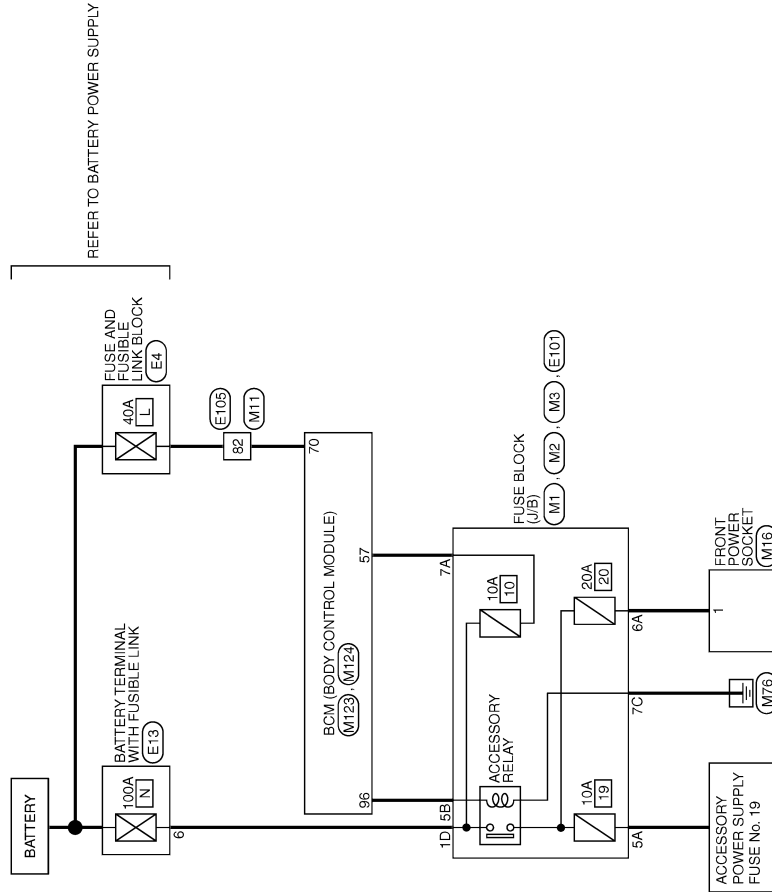 REFER TO BATTERY POWER SUPPLY
BATTERY
BATTERY TERMINAL
WITH FUSIBLE LINK
E13
100A
N
6
FUSE AND
FUSIBLE
LINK BLOCK
E4
40A
L
82
E105
M11
70
BCM (BODY CONTROL MODULE)
M123 , M124
96
57
1D
5B
7A
FUSE BLOCK
(J/B)
M1 , M2 , M3 , E101
ACCESSORY
RELAY
10A
10
10A
19
20A
20
5A
7C
6A
ACCESSORY
POWER SUPPLY
FUSE No. 19
M76
FRONT
POWER
SOCKET
M16
1